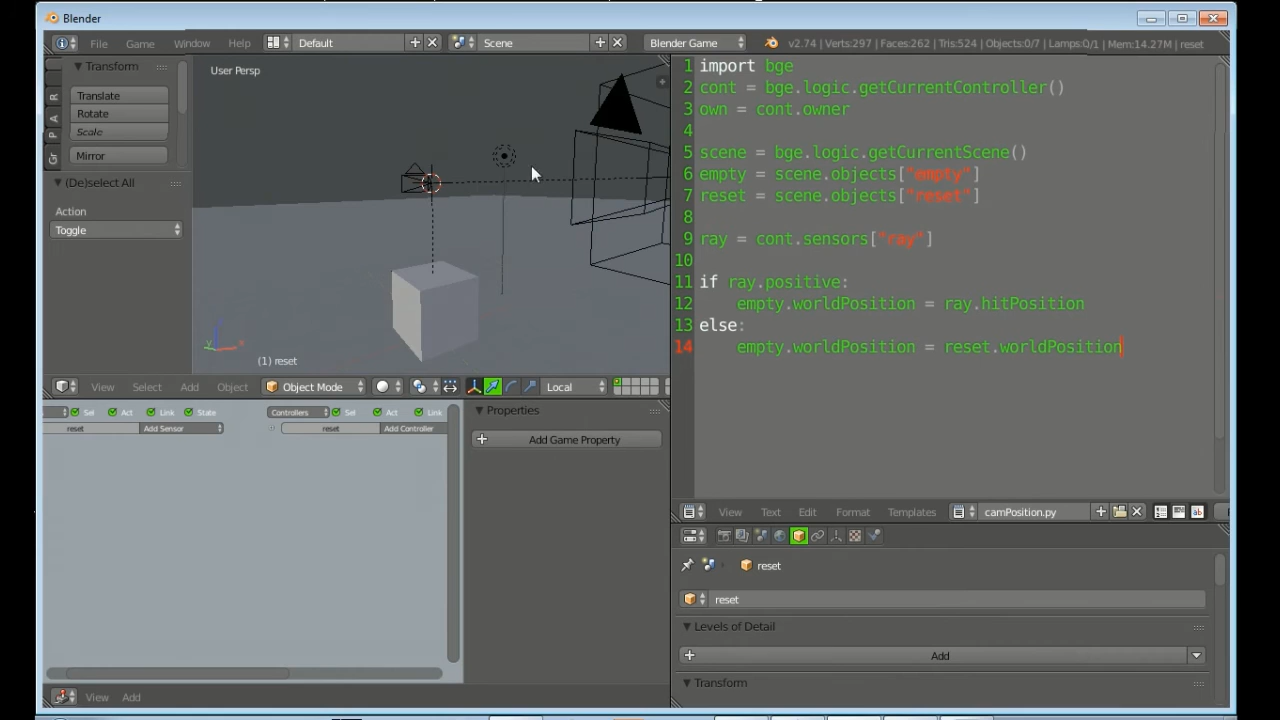 Blender
File Game Window Help Default Scene Blender Game v2.74 | Verts:297 | Faces:262 | Tris:524 | Objects:0/7 | Lamps:0/1 | Mem:14.27M | reset
Transform
Translate
Rotate
Scale
Mirror
(De)select All
Action
Toggle
R
A
P
Gr
User Persp
y x
(1) reset
View Select Add Object Object Mode Local
1 import bge
2 cont = bge.logic.getCurrentController()
3 own = cont.owner
4
5 scene = bge.logic.getCurrentScene()
6 empty = scene.objects["empty"]
7 reset = scene.objects["reset"]
8
9 ray = cont.sensors["ray"]
10
11 if ray.positive:
12 empty.worldPosition = ray.hitPosition
13 else:
14 empty.worldPosition = reset.worldPosition
View Text Edit Format Templates camPosition.py
Sel Act Link State Controllers Sel Act Link
reset Add Sensor reset Add Controller
Properties
Add Game Property
View Add
reset
reset
Levels of Detail
Add
Transform